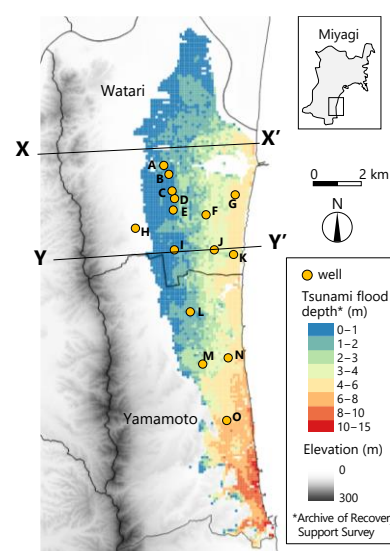 Miyagi
Watari
X
X’
A
B
C
D
E
F
G
H
0 2 km
N
Y
I
J
Y’
K
L
M
N
O
Yamamoto
well
Tsunami flood
depth* (m)
0–1
1–2
2–3
3–4
4–6
6–8
8–10
10–15
Elevation (m)
0
300
*Archive of Recover
Support Survey